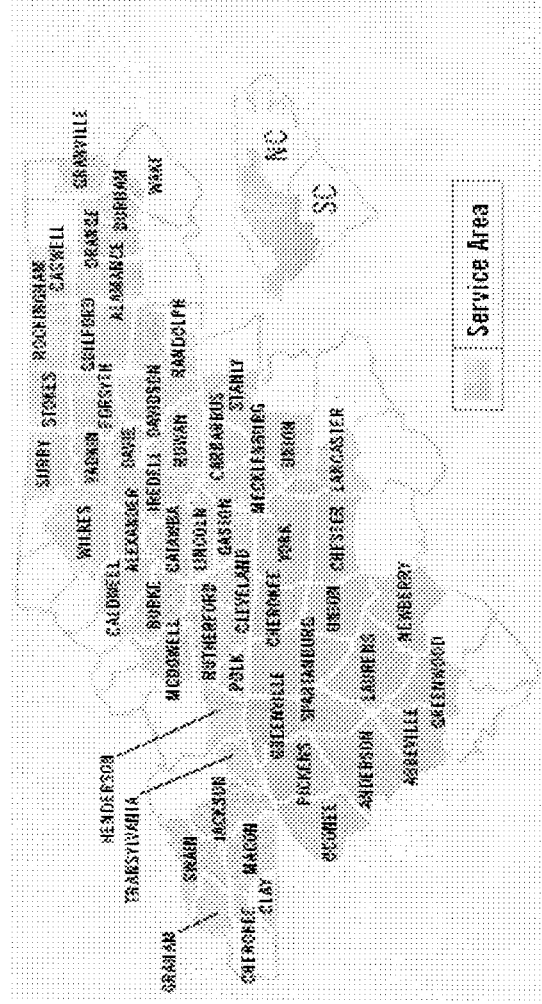 GRANVILLE
ROCKINGHAM
CASWELL
ORANGE
DURHAM
WAKE
SURRY
STOKES
GUILFORD
ALAMANCE
FORSYTH
YADKIN
WILKES
DAVIE
DAVIDSON
RANDOLPH
IREDELL
ROWAN
ALEXANDER
CALDWELL
CATAWBA
CABARRUS
STANLY
BURKE
LINCOLN
GASTON
MECKLENBURG
UNION
MCDOWELL
RUTHERFORD
CLEVELAND
POLK
CHEROKEE
YORK
LANCASTER
CHESTER
HENDERSON
TRANSYLVANIA
GREENVILLE
SPARTANBURG
UNION
JACKSON
PICKENS
LAURENS
NEWBERRY
SWAIN
MACON
OCONEE
ANDERSON
ABBEVILLE
GREENWOOD
GRAHAM
CHEROKEE
CLAY
NC
SC
Service Area